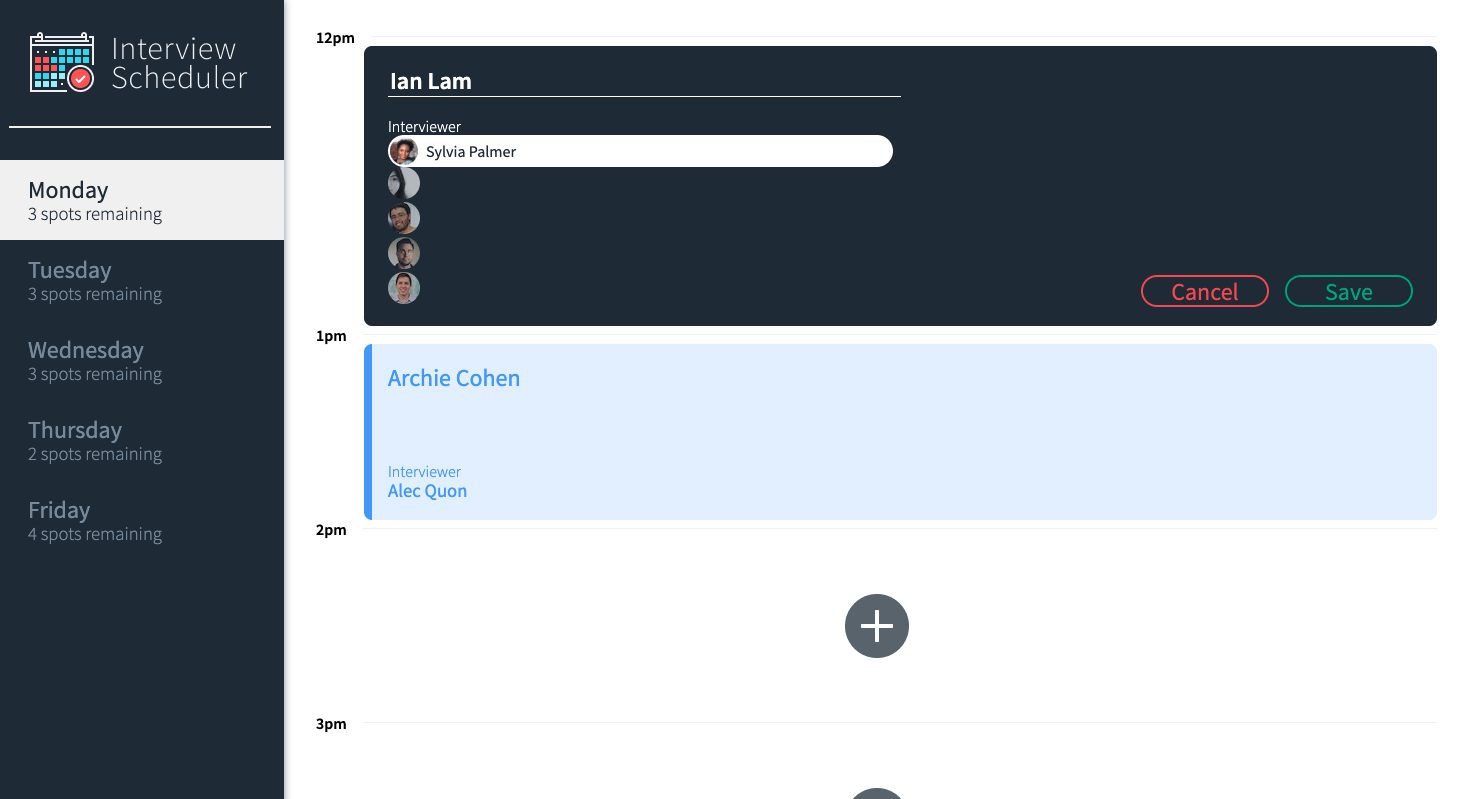 Interview
Scheduler
Monday
3 spots remaining
Tuesday
3 spots remaining
Wednesday
3 spots remaining
Thursday
2 spots remaining
Friday
4 spots remaining
12pm
Ian Lam
Interviewer
Sylvia Palmer
Cancel
Save
1pm
Archie Cohen
Interviewer
Alec Quon
2pm
3pm